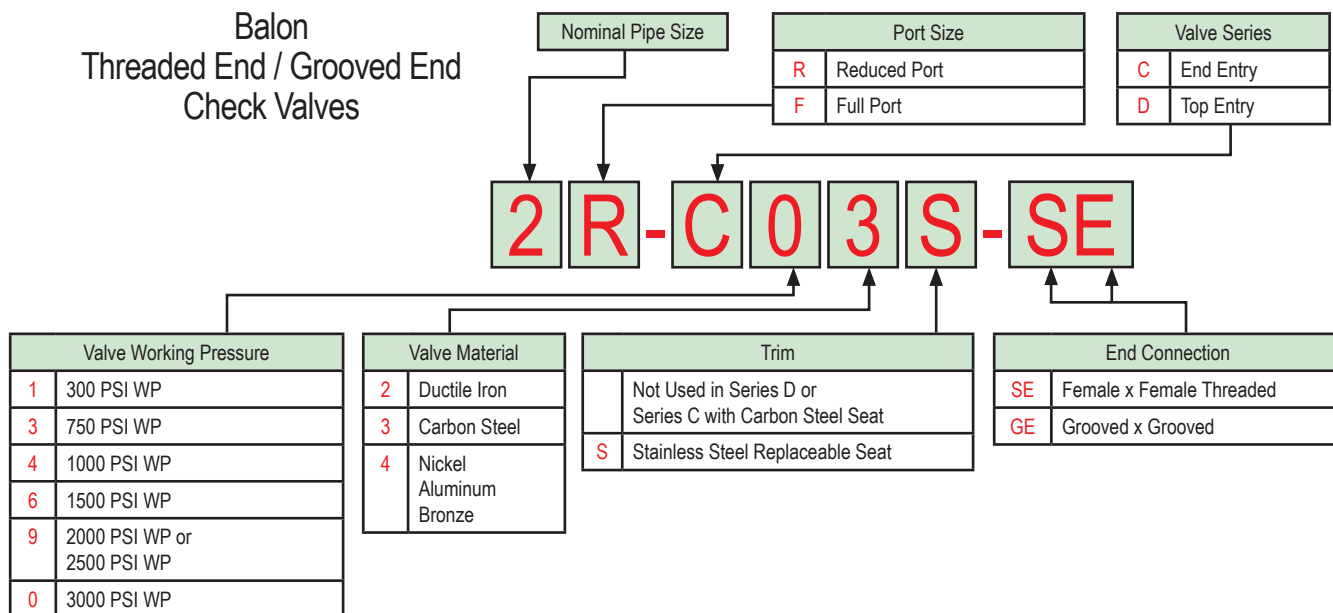 Balon
Threaded End / Grooved End
Check Valves
Nominal Pipe Size
Port Size
R Reduced Port
F Full Port
Valve Series
C End Entry
D Top Entry
2 R - C 0 3 S - SE
Valve Working Pressure
1 300 PSI WP
3 750 PSI WP
4 1000 PSI WP
6 1500 PSI WP
9 2000 PSI WP or
2500 PSI WP
0 3000 PSI WP
Valve Material
2 Ductile Iron
3 Carbon Steel
4 Nickel
Aluminum
Bronze
Trim
Not Used in Series D or
Series C with Carbon Steel Seat
S Stainless Steel Replaceable Seat
End Connection
SE Female x Female Threaded
GE Grooved x Grooved